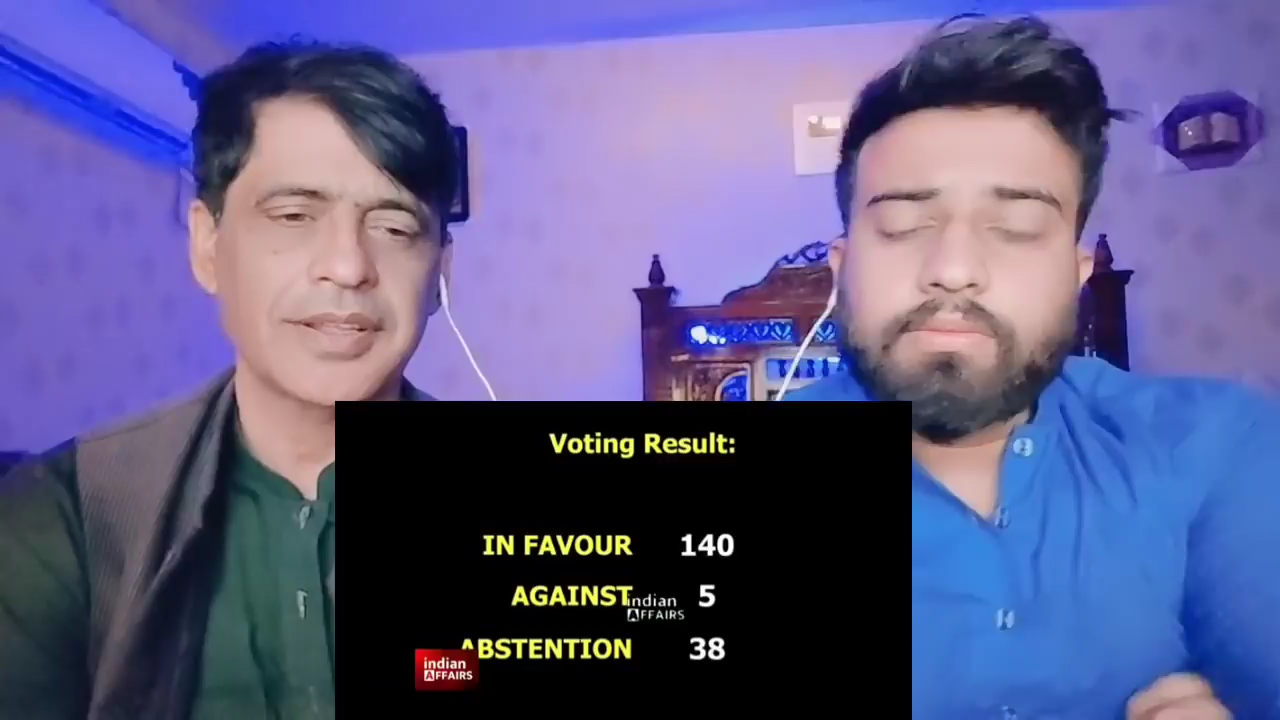 Voting Result:
IN FAVOUR 140
AGAINST 5
indian
AFFAIRS
ABSTENTION 38
indian
AFFAIRS